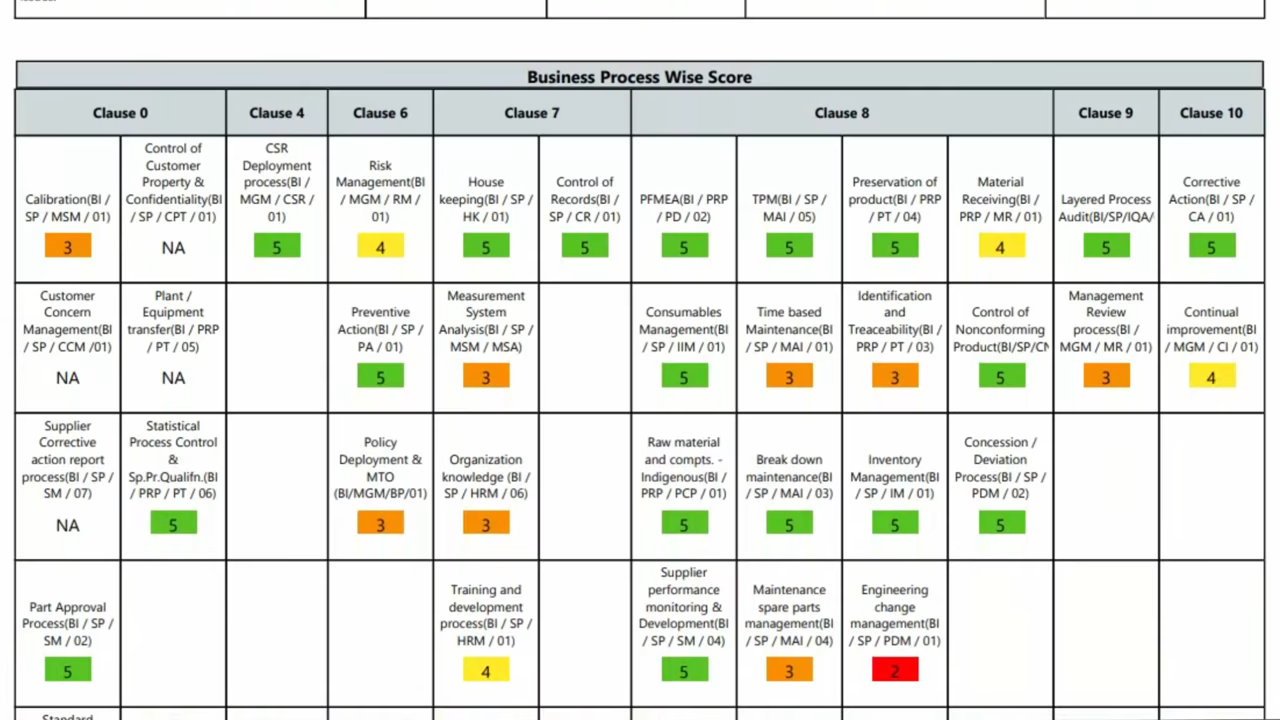 Business Process Wise Score
Clause 0
Clause 4
Clause 6
Clause 7
Clause 8
Clause 9
Clause 10
Calibration(BI /
SP / MSM / 01)
3
Control of
Customer
Property &
Confidentiality(BI
/ SP / CPT / 01)
NA
CSR
Deployment
process(BI /
MGM / CSR /
01)
5
Risk
Management(BI
/ MGM / RM /
01)
4
House
keeping(BI / SP /
HK / 01)
5
Control of
Records(BI /
SP / CR / 01)
5
PFMEA(BI / PRP
/ PD / 02)
5
TPM(BI / SP /
MAI / 05)
5
Preservation of
product(BI / PRP
/ PT / 04)
5
Material
Receiving(BI /
PRP / MR / 01)
4
Layered Process
Audit(BI/SP/IQA/
5
Corrective
Action(BI / SP /
CA / 01)
5
Customer
Concern
Management(BI
/ SP / CCM /01)
NA
Plant /
Equipment
transfer(BI / PRP
/ PT / 05)
NA
Preventive
Action(BI / SP /
PA / 01)
5
Measurement
System
Analysis(BI / SP /
MSM / MSA)
3
Consumables
Management(BI
/ SP / IIM / 01)
5
Time based
Maintenance(BI
/ SP / MAI / 01)
3
Identification
and
Treaceability(BI /
PRP / PT / 03)
3
Control of
Nonconforming
Product(BI/SP/CN
5
Management
Review
process(BI /
MGM / MR / 01)
3
Continual
improvement(BI
/ MGM / CI / 01)
4
Supplier
Corrective
action report
process(BI / SP /
SM / 07)
NA
Statistical
Process Control
&
Sp.Pr.Qualifn.(BI
/ PRP / PT / 06)
5
Policy
Deployment &
MTO
(BI/MGM/BP/01)
3
Organization
knowledge (BI /
SP / HRM / 06)
3
Raw material
and compts. -
Indigenous(BI /
PRP / PCP / 01)
5
Break down
maintenance(BI
/ SP / MAI / 03)
5
Inventory
Management(BI
/ SP / IM / 01)
5
Concession /
Deviation
Process(BI / SP /
PDM / 02)
5
Part Approval
Process(BI / SP /
SM / 02)
5
Training and
development
process(BI / SP /
HRM / 01)
4
Supplier
performance
monitoring &
Development(BI
/ SP / SM / 04)
5
Maintenance
spare parts
management(BI
/ SP / MAI / 04)
3
Engineering
change
management(BI
/ SP / PDM / 01)
2
Standard